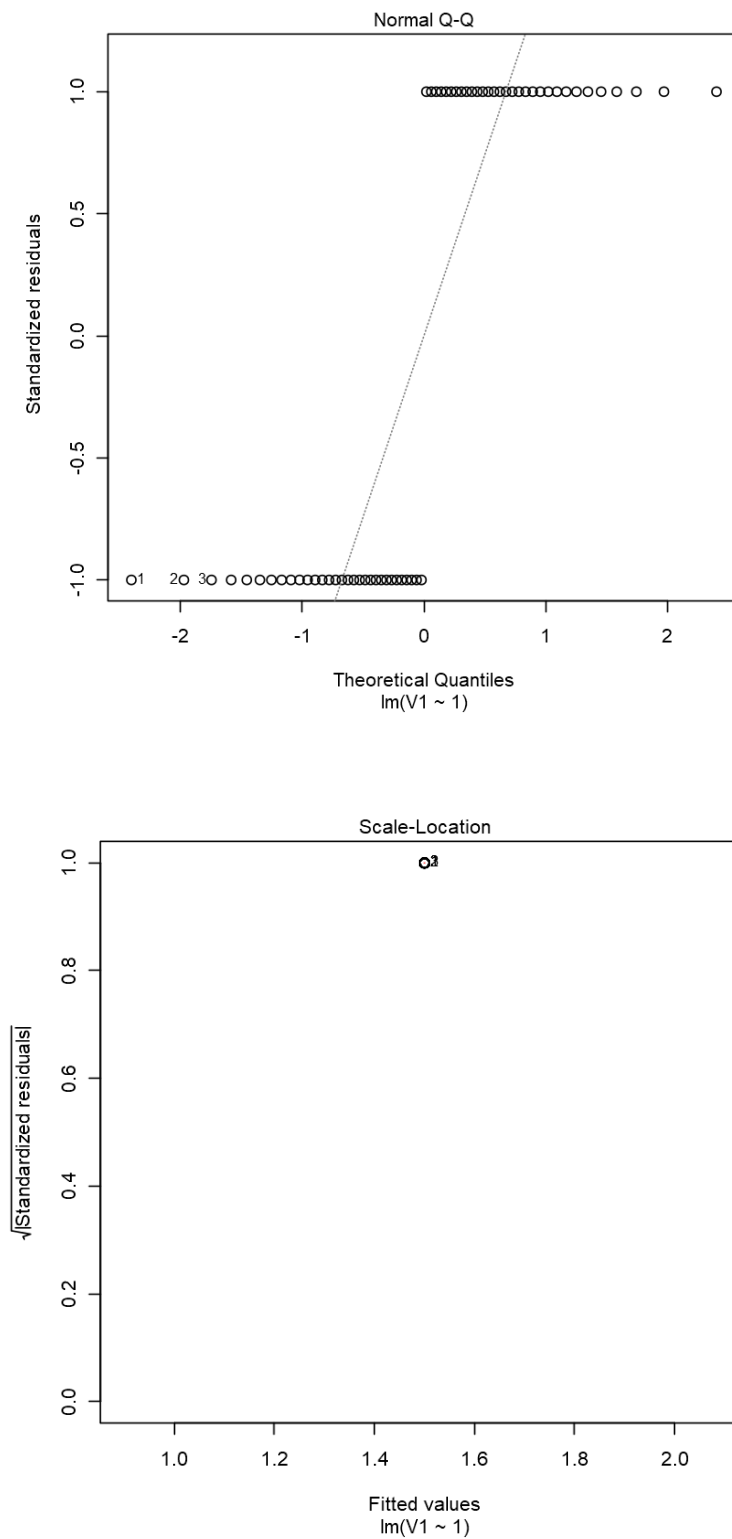 Normal Q-Q
1.0
0.5
0.0
-0.5
-1.0
Standardized residuals
1 2 3
-2 -1 0 1 2
Theoretical Quantiles
lm(V1 ~ 1)
Scale-Location
1.0
0.8
0.6
0.4
0.2
0.0
√|Standardized residuals|
1.0 1.2 1.4 1.6 1.8 2.0
Fitted values
lm(V1 ~ 1)